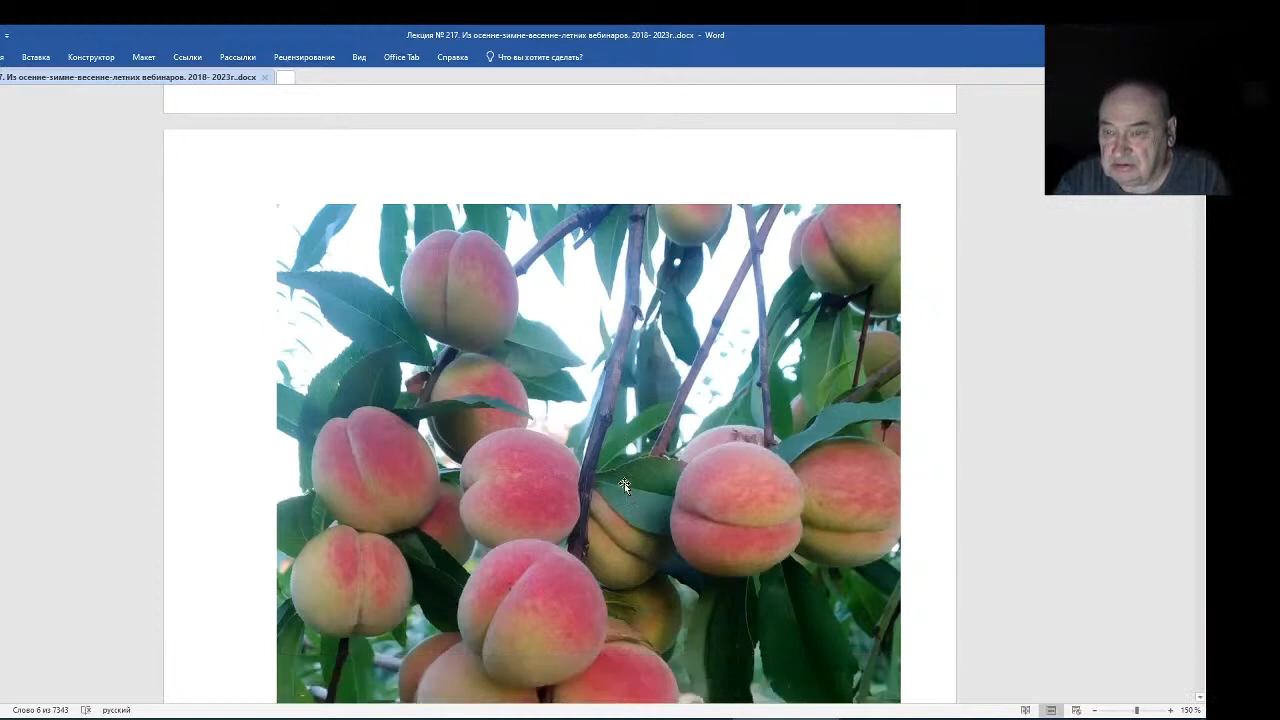 Лекция № 217. Из осенне-зимне-весенне-летних вебинаров. 2018- 2023г..docx - Word
Вставка Конструктор Макет Ссылки Рассылки Рецензирование Вид Office Tab Справка Что вы хотите сделать?
7. Из осенне-зимне-весенне-летних вебинаров. 2018- 2023г..docx
Слово 6 из 7343 русский 150 %